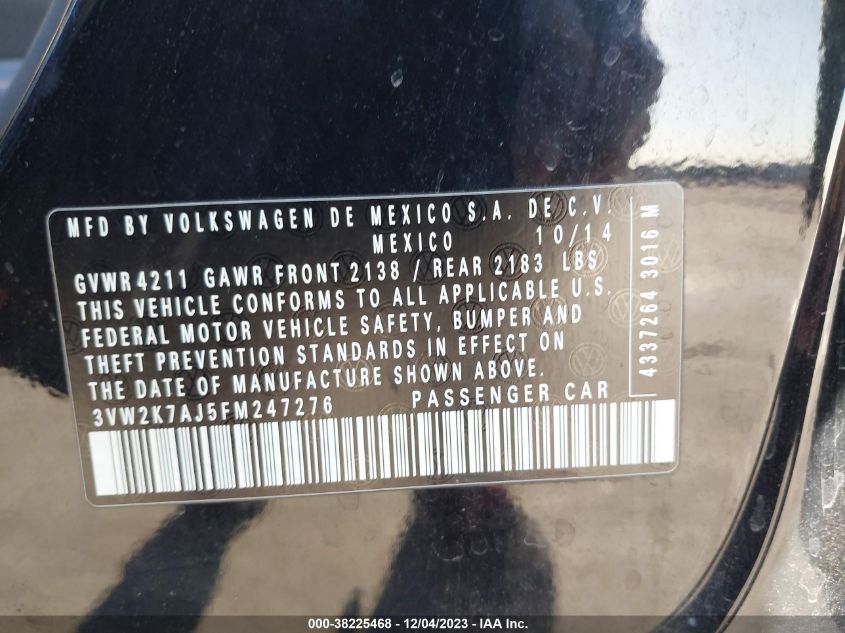 MFD BY VOLKSWAGEN DE MEXICO S.A. DE C.V.
MEXICO 10/14
GVWR 4211 GAWR FRONT 2138 / REAR 2183 LBS
THIS VEHICLE CONFORMS TO ALL APPLICABLE U.S.
FEDERAL MOTOR VEHICLE SAFETY, BUMPER AND
THEFT PREVENTION STANDARDS IN EFFECT ON
THE DATE OF MANUFACTURE SHOWN ABOVE.
3VW2K7AJ5FM247276 PASSENGER CAR
4337264 3016 M
000-38225468 - 12/04/2023 - IAA Inc.